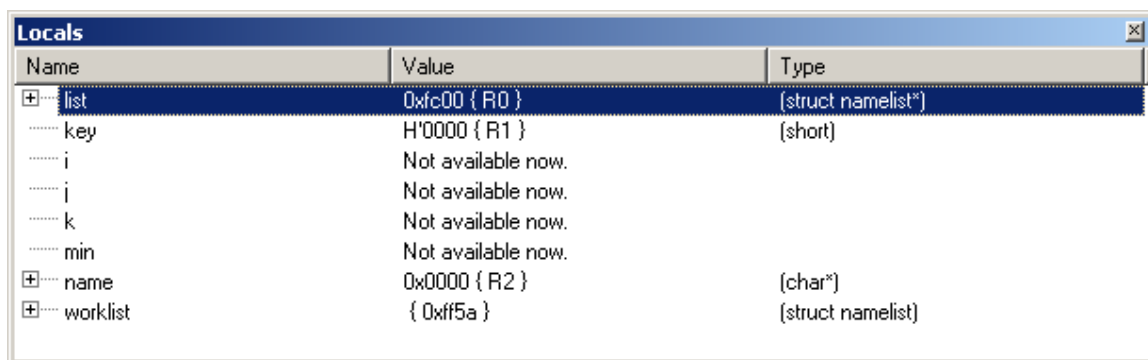 Locals
Name Value Type
list 0xfc00 { R0 } (struct namelist*)
key H'0000 { R1 } (short)
i Not available now.
j Not available now.
k Not available now.
min Not available now.
name 0x0000 { R2 } (char*)
worklist { 0xff5a } (struct namelist)